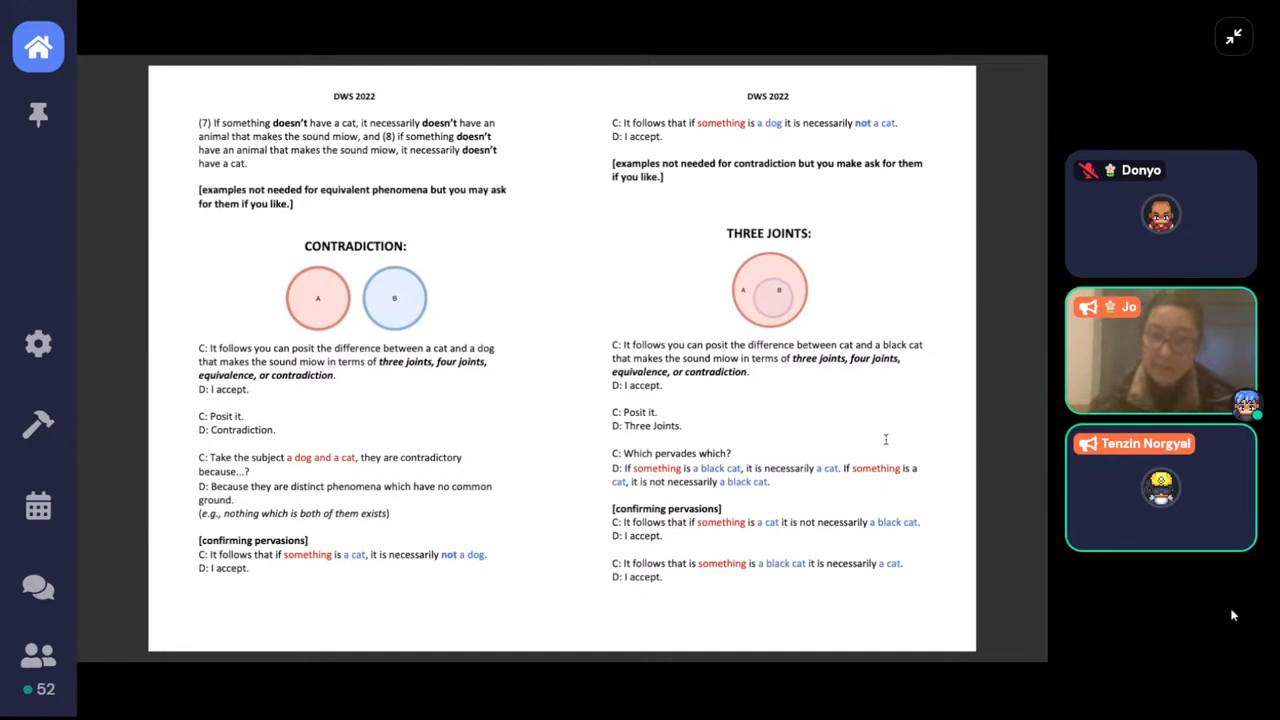 DWS 2022
(7) If something doesn't have a cat, it necessarily doesn't have an
animal that makes the sound miow, and (8) if something doesn't
have an animal that makes the sound miow, it necessarily doesn't
have a cat.
[examples not needed for equivalent phenomena but you may ask
for them if you like.]
CONTRADICTION:
A
B
C: It follows you can posit the difference between a cat and a dog
that makes the sound miow in terms of three joints, four joints,
equivalence, or contradiction.
D: I accept.
C: Posit it.
D: Contradiction.
C: Take the subject a dog and a cat, they are contradictory
because...?
D: Because they are distinct phenomena which have no common
ground.
(e.g., nothing which is both of them exists)
[confirming pervasions]
C: It follows that if something is a cat, it is necessarily not a dog.
D: I accept.
DWS 2022
C: It follows that if something is a dog it is necessarily not a cat.
D: I accept.
[examples not needed for contradiction but you make ask for them
if you like.]
THREE JOINTS:
A
B
C: It follows you can posit the difference between cat and a black cat
that makes the sound miow in terms of three joints, four joints,
equivalence, or contradiction.
D: I accept.
C: Posit it.
D: Three Joints.
C: Which pervades which?
D: If something is a black cat, it is necessarily a cat. If something is a
cat, it is not necessarily a black cat.
[confirming pervasions]
C: It follows that if something is a cat it is not necessarily a black cat.
D: I accept.
C: It follows that is something is a black cat it is necessarily a cat.
D: I accept.
Donyo
Jo
Tenzin Norgyal
52